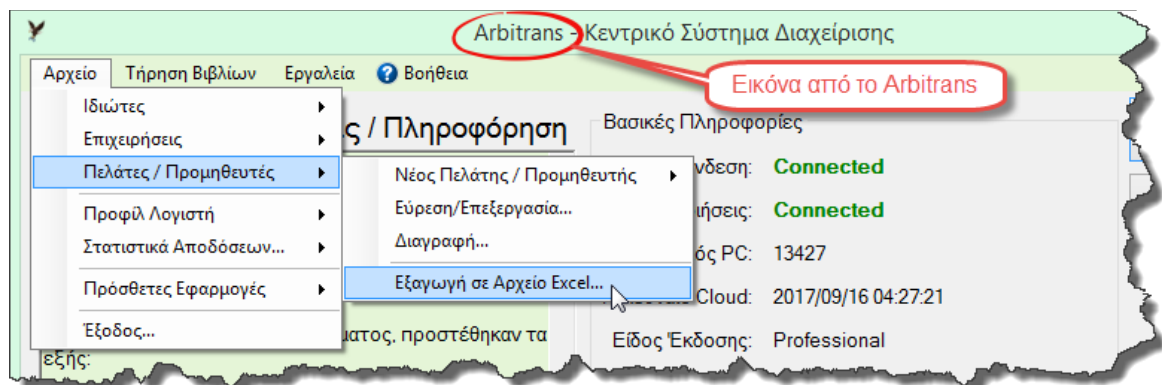 Arbitrans - Κεντρικό Σύστημα Διαχείρισης
Αρχείο Τήρηση Βιβλίων Εργαλεία ? Βοήθεια
Εικόνα από το Arbitrans
Ιδιώτες
Επιχειρήσεις
Πελάτες / Προμηθευτές
Προφίλ Λογιστή
Στατιστικά Αποδόσεων...
Πρόσθετες Εφαρμογές
Έξοδος...
ς / Πληροφόρηση
Νέος Πελάτης / Προμηθευτής
Εύρεση/Επεξεργασία...
Διαγραφή...
Εξαγωγή σε Αρχείο Excel...
ματος, προστέθηκαν τα
εξής:
Βασικές Πληροφορίες
νδεση: Connected
ήσεις: Connected
ός PC: 13427
Cloud: 2017/09/16 04:27:21
Είδος Έκδοσης: Professional